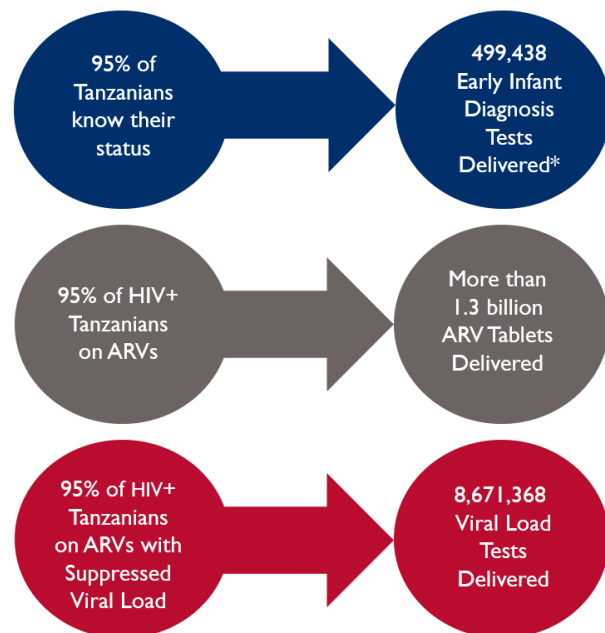 95% of
Tanzanians
know their
status
499,438
Early Infant
Diagnosis
Tests
Delivered*
95% of HIV+
Tanzanians
on ARVs
More than
1.3 billion
ARV Tablets
Delivered
95% of HIV+
Tanzanians
on ARVs with
Suppressed
Viral Load
8,671,368
Viral Load
Tests
Delivered